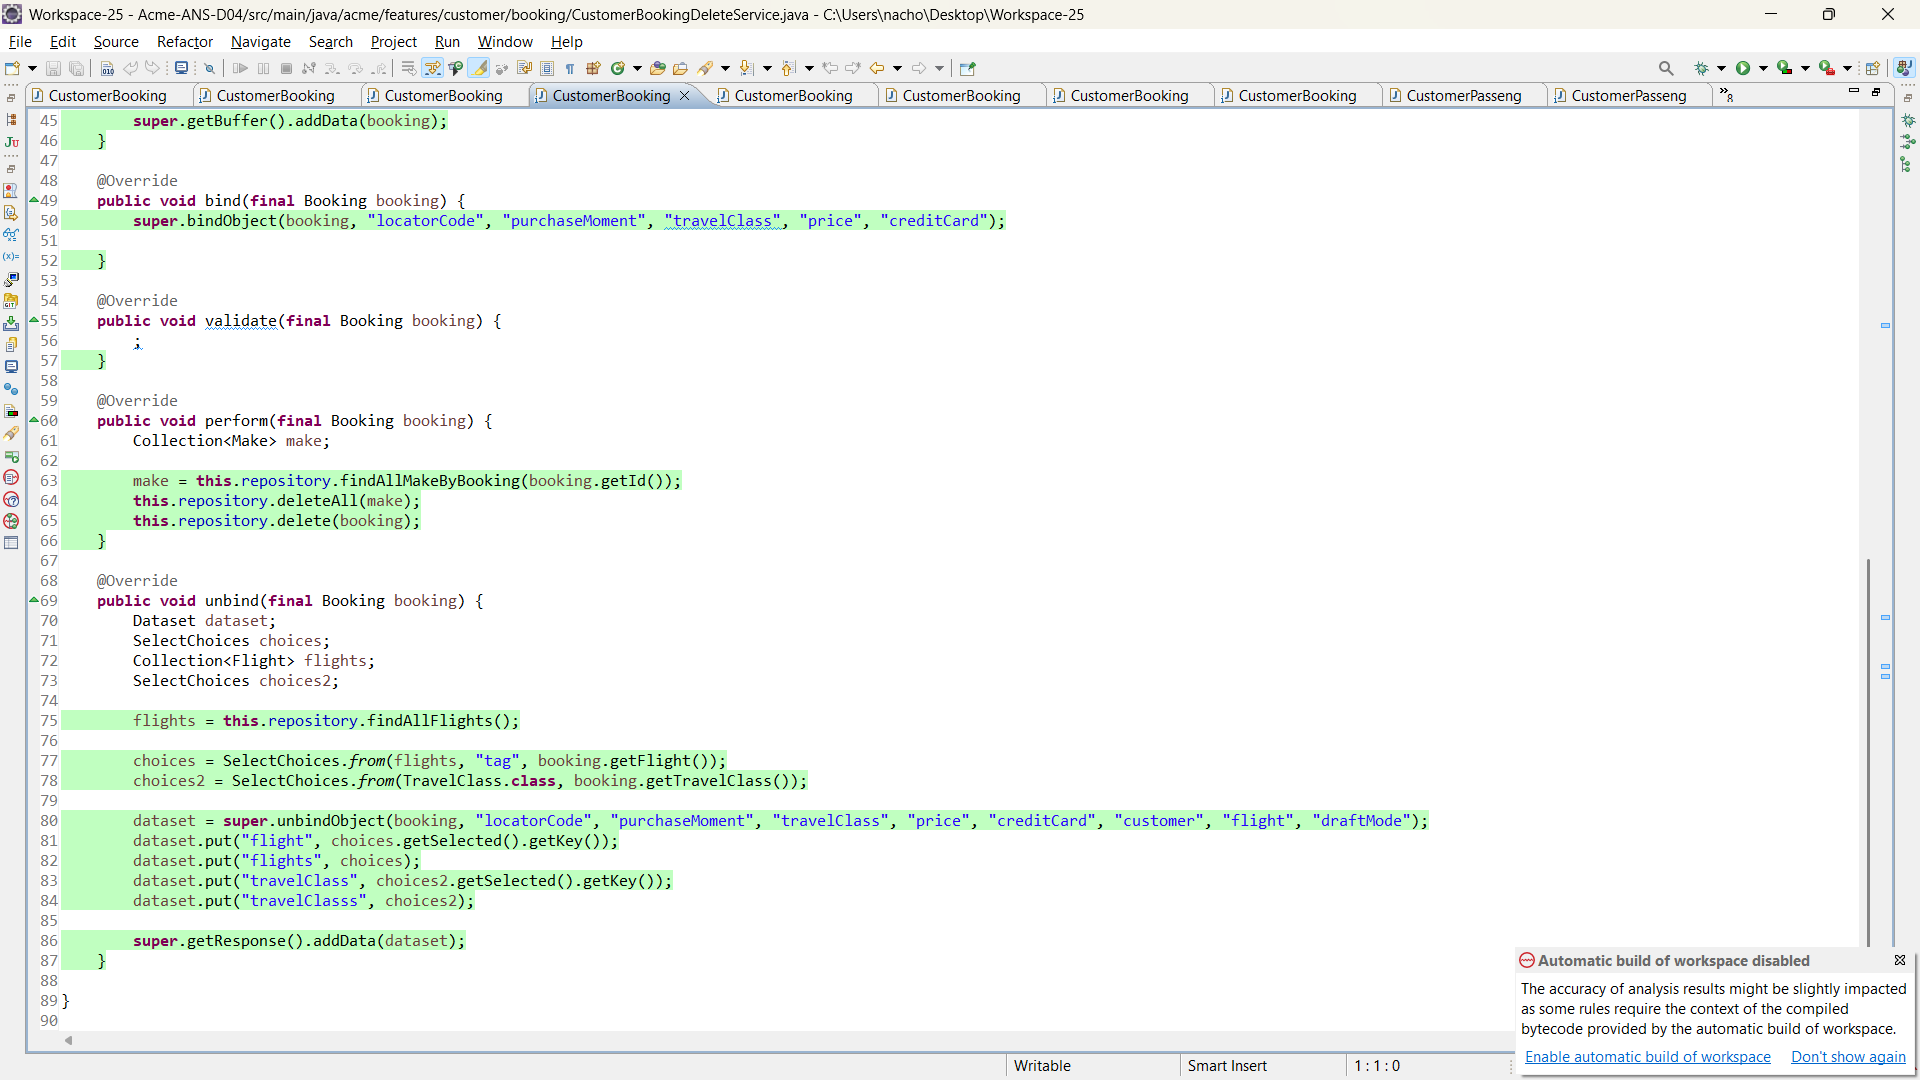 Workspace-25 - Acme-ANS-D04/src/main/java/acme/features/customer/booking/CustomerBookingDeleteService.java - C:\Users\nacho\Desktop\Workspace-25
File Edit Source Refactor Navigate Search Project Run Window Help
CustomerBooking CustomerBooking CustomerBooking CustomerBooking CustomerBooking CustomerBooking CustomerBooking CustomerBooking CustomerPasseng CustomerPasseng »8
45 super.getBuffer().addData(booking);
46 }
47
48 @Override
49 public void bind(final Booking booking) {
50 super.bindObject(booking, "locatorCode", "purchaseMoment", "travelClass", "price", "creditCard");
51
52 }
53
54 @Override
55 public void validate(final Booking booking) {
56 ;
57 }
58
59 @Override
60 public void perform(final Booking booking) {
61 Collection<Make> make;
62
63 make = this.repository.findAllMakeByBooking(booking.getId());
64 this.repository.deleteAll(make);
65 this.repository.delete(booking);
66 }
67
68 @Override
69 public void unbind(final Booking booking) {
70 Dataset dataset;
71 SelectChoices choices;
72 Collection<Flight> flights;
73 SelectChoices choices2;
74
75 flights = this.repository.findAllFlights();
76
77 choices = SelectChoices.from(flights, "tag", booking.getFlight());
78 choices2 = SelectChoices.from(TravelClass.class, booking.getTravelClass());
79
80 dataset = super.unbindObject(booking, "locatorCode", "purchaseMoment", "travelClass", "price", "creditCard", "customer", "flight", "draftMode");
81 dataset.put("flight", choices.getSelected().getKey());
82 dataset.put("flights", choices);
83 dataset.put("travelClass", choices2.getSelected().getKey());
84 dataset.put("travelClasss", choices2);
85
86 super.getResponse().addData(dataset);
87 }
88
89 }
90
Automatic build of workspace disabled
The accuracy of analysis results might be slightly impacted
as some rules require the context of the compiled
bytecode provided by the automatic build of workspace.
Enable automatic build of workspace Don't show again
Writable Smart Insert 1 : 1 : 0